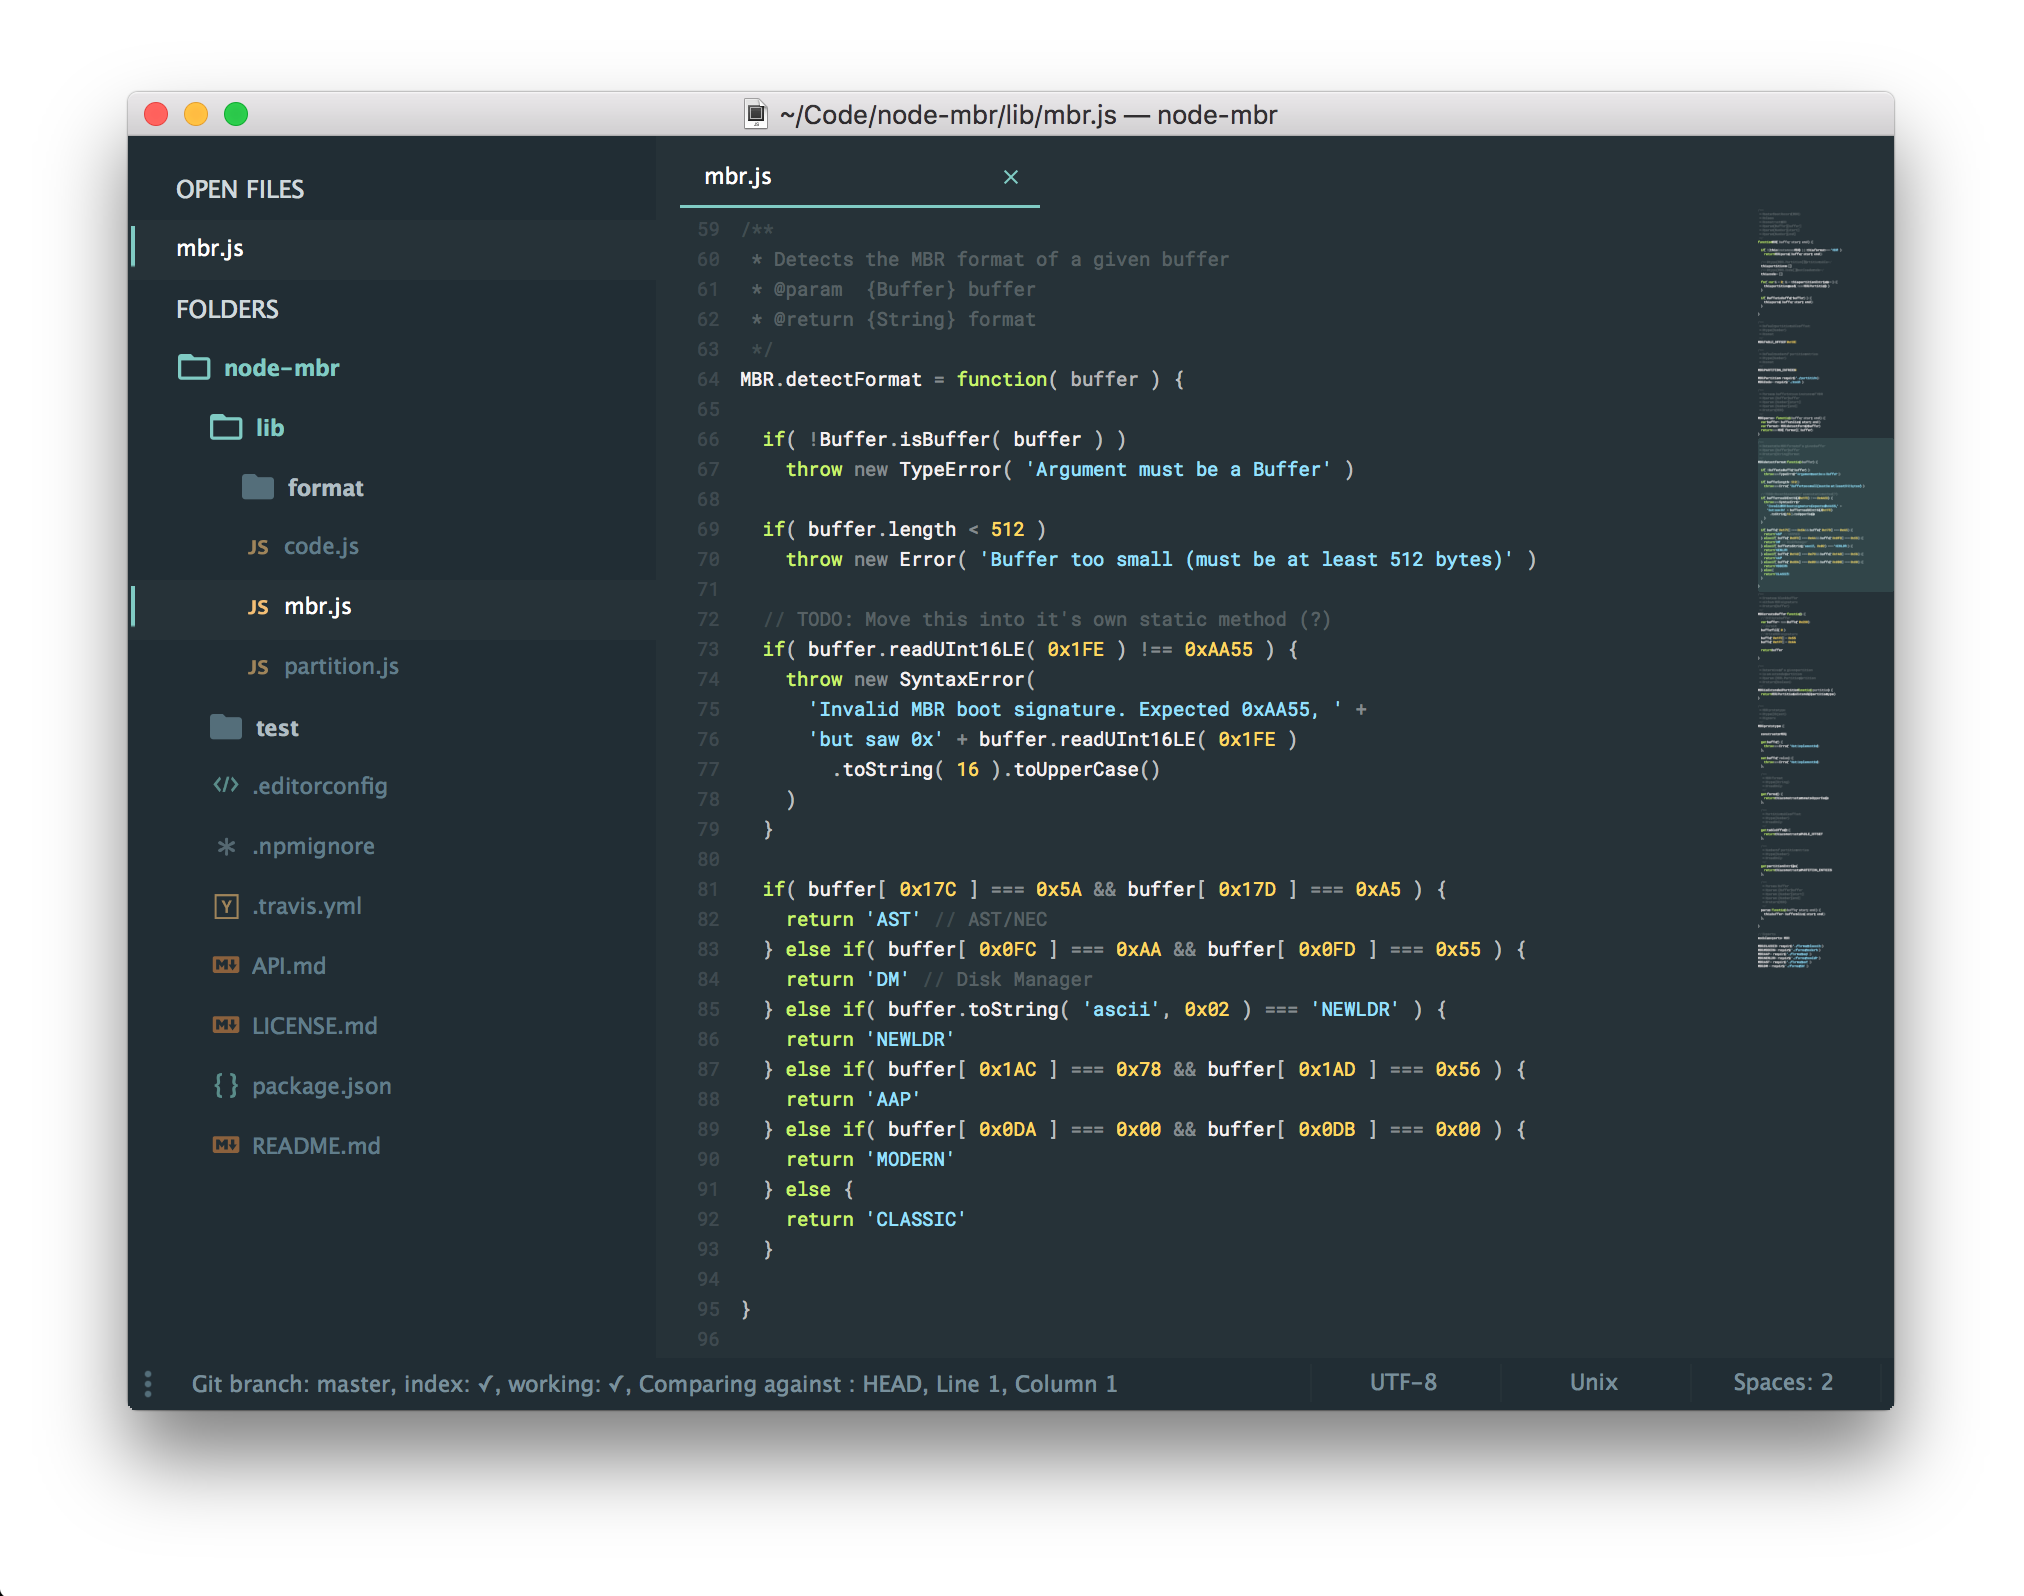 ~/Code/node-mbr/lib/mbr.js — node-mbr
OPEN FILES
mbr.js
FOLDERS
node-mbr
lib
format
JS code.js
JS mbr.js
JS partition.js
test
</> .editorconfig
* .npmignore
Y .travis.yml
M API.md
M LICENSE.md
{ } package.json
M README.md
mbr.js ×
59 /**
60  * Detects the MBR format of a given buffer
61  * @param  {Buffer} buffer
62  * @return {String} format
63  */
64 MBR.detectFormat = function( buffer ) {
65
66   if( !Buffer.isBuffer( buffer ) )
67     throw new TypeError( 'Argument must be a Buffer' )
68
69   if( buffer.length < 512 )
70     throw new Error( 'Buffer too small (must be at least 512 bytes)' )
71
72   // TODO: Move this into it's own static method (?)
73   if( buffer.readUInt16LE( 0x1FE ) !== 0xAA55 ) {
74     throw new SyntaxError(
75       'Invalid MBR boot signature. Expected 0xAA55, ' +
76       'but saw 0x' + buffer.readUInt16LE( 0x1FE )
77         .toString( 16 ).toUpperCase()
78     )
79   }
80
81   if( buffer[ 0x17C ] === 0x5A && buffer[ 0x17D ] === 0xA5 ) {
82     return 'AST' // AST/NEC
83   } else if( buffer[ 0x0FC ] === 0xAA && buffer[ 0x0FD ] === 0x55 ) {
84     return 'DM' // Disk Manager
85   } else if( buffer.toString( 'ascii', 0x02 ) === 'NEWLDR' ) {
86     return 'NEWLDR'
87   } else if( buffer[ 0x1AC ] === 0x78 && buffer[ 0x1AD ] === 0x56 ) {
88     return 'AAP'
89   } else if( buffer[ 0x0DA ] === 0x00 && buffer[ 0x0DB ] === 0x00 ) {
90     return 'MODERN'
91   } else {
92     return 'CLASSIC'
93   }
94
95 }
96
Git branch: master, index: ✓, working: ✓, Comparing against : HEAD, Line 1, Column 1
UTF-8
Unix
Spaces: 2